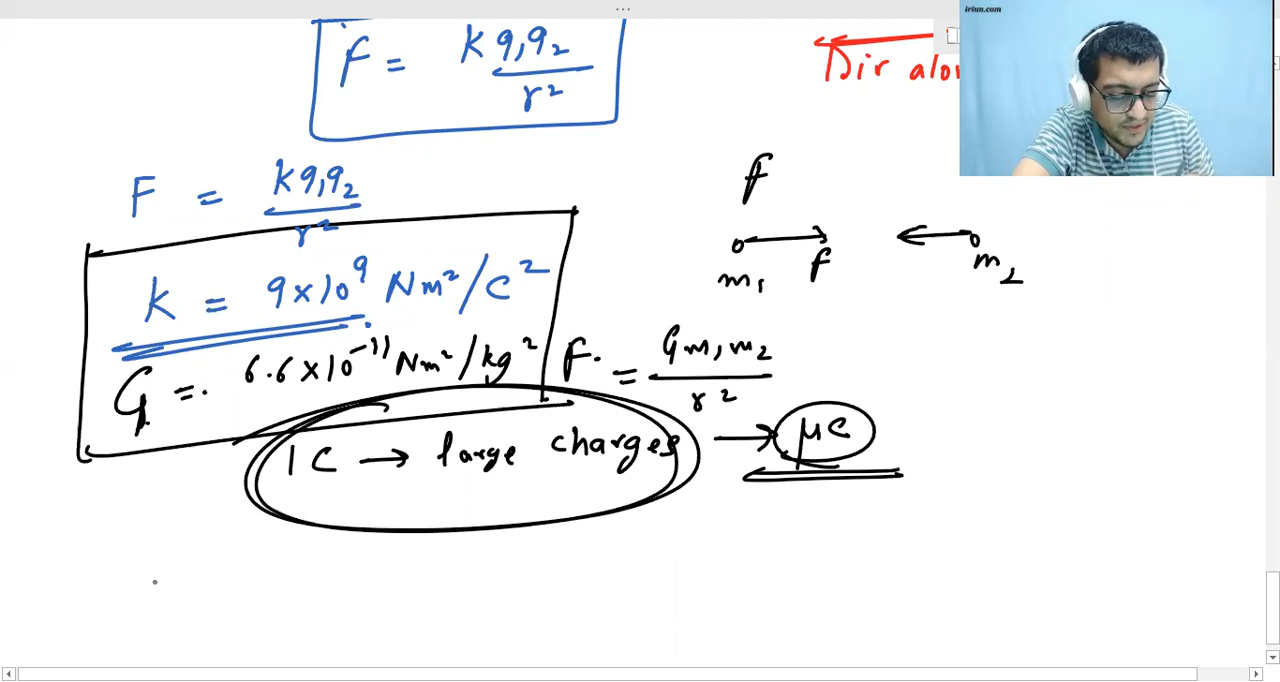 iriun.com
F = kq₁q₂/r²
Dir alon
F = kq₁q₂/r²
F
k = 9×10⁹ Nm²/C²
m₁ F m₂
G = 6.6×10⁻¹¹ Nm²/kg² F = Gm₁m₂/r²
1C → large charges → μC